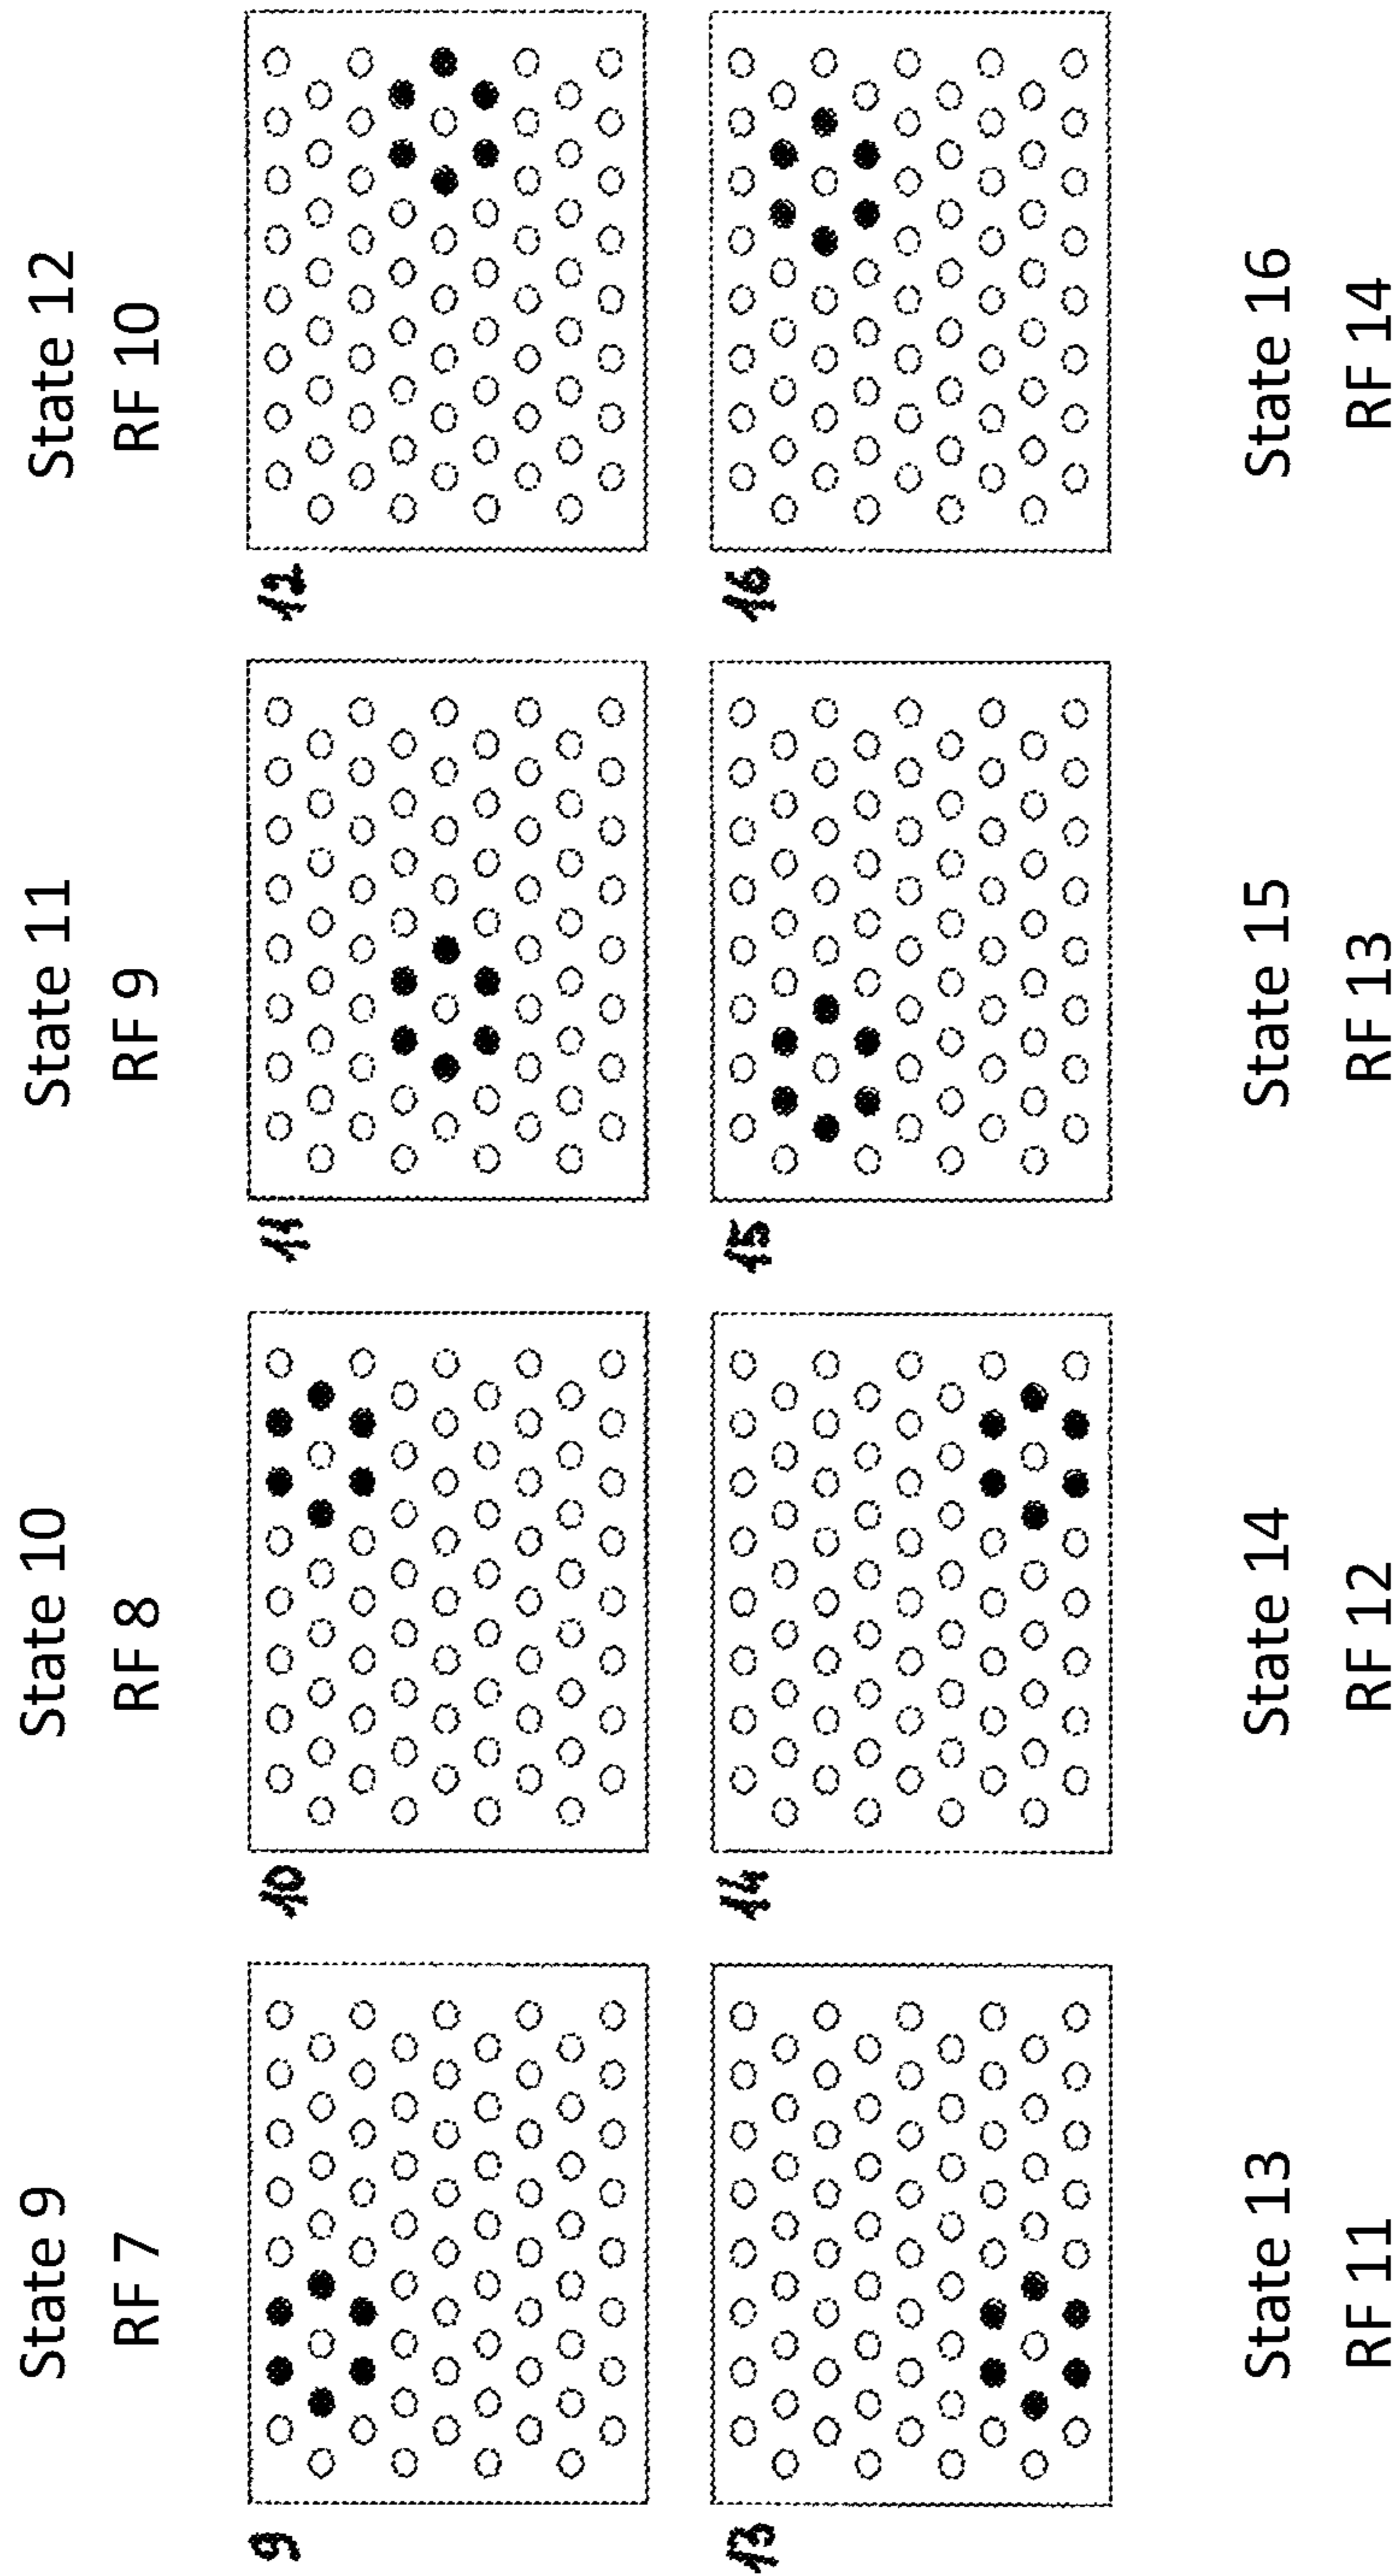 State 9
RF 7
State 10
RF 8
State 11
RF 9
State 12
RF 10
9
10
11
12
13
14
15
16
State 13
RF 11
State 14
RF 12
State 15
RF 13
State 16
RF 14